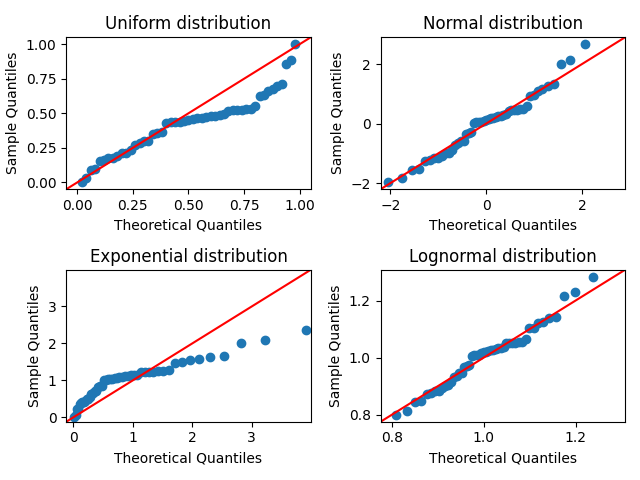 Uniform distribution
Normal distribution
Sample Quantiles
1.00
0.75
0.50
0.25
0.00
0.00
0.25
0.50
0.75
1.00
Theoretical Quantiles
Sample Quantiles
2
0
−2
−2
0
2
Theoretical Quantiles
Exponential distribution
Lognormal distribution
Sample Quantiles
3
2
1
0
0
1
2
3
Theoretical Quantiles
Sample Quantiles
1.2
1.0
0.8
0.8
1.0
1.2
Theoretical Quantiles